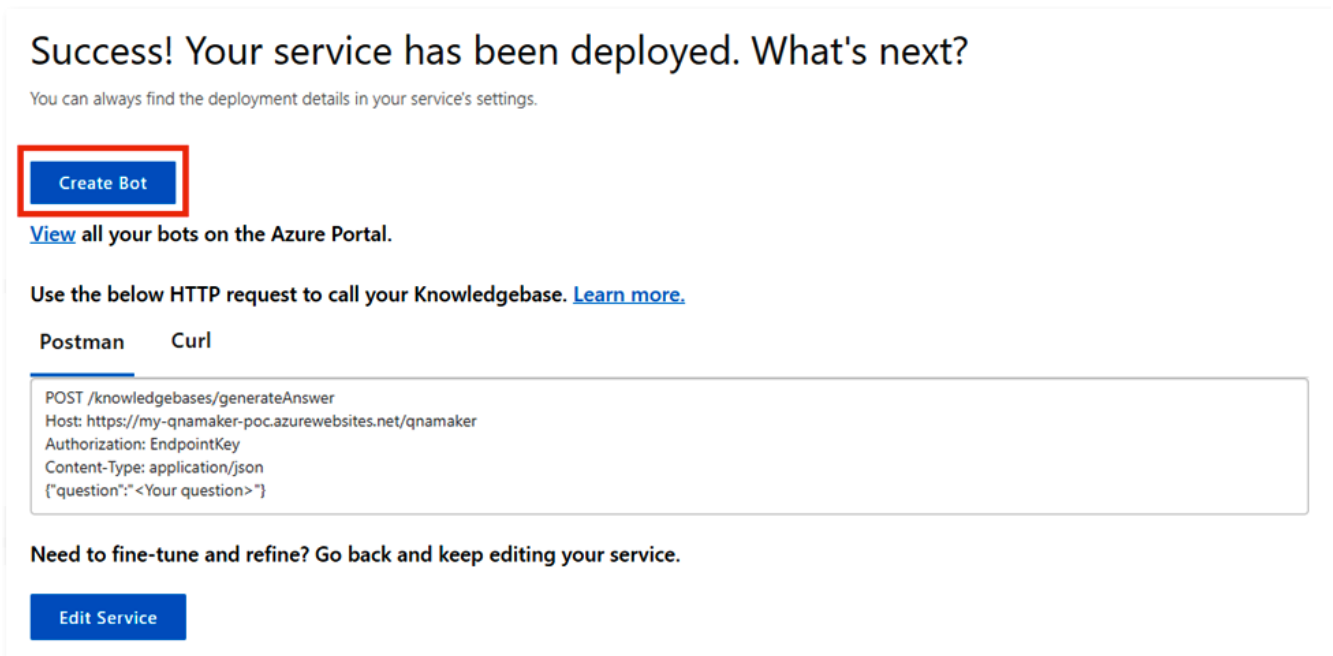 Success! Your service has been deployed. What's next?
You can always find the deployment details in your service's settings.
Create Bot
View all your bots on the Azure Portal.
Use the below HTTP request to call your Knowledgebase. Learn more.
Postman Curl
POST /knowledgebases/generateAnswer
Host: https://my-qnamaker-poc.azurewebsites.net/qnamaker
Authorization: EndpointKey
Content-Type: application/json
{"question":"<Your question>"}
Need to fine-tune and refine? Go back and keep editing your service.
Edit Service